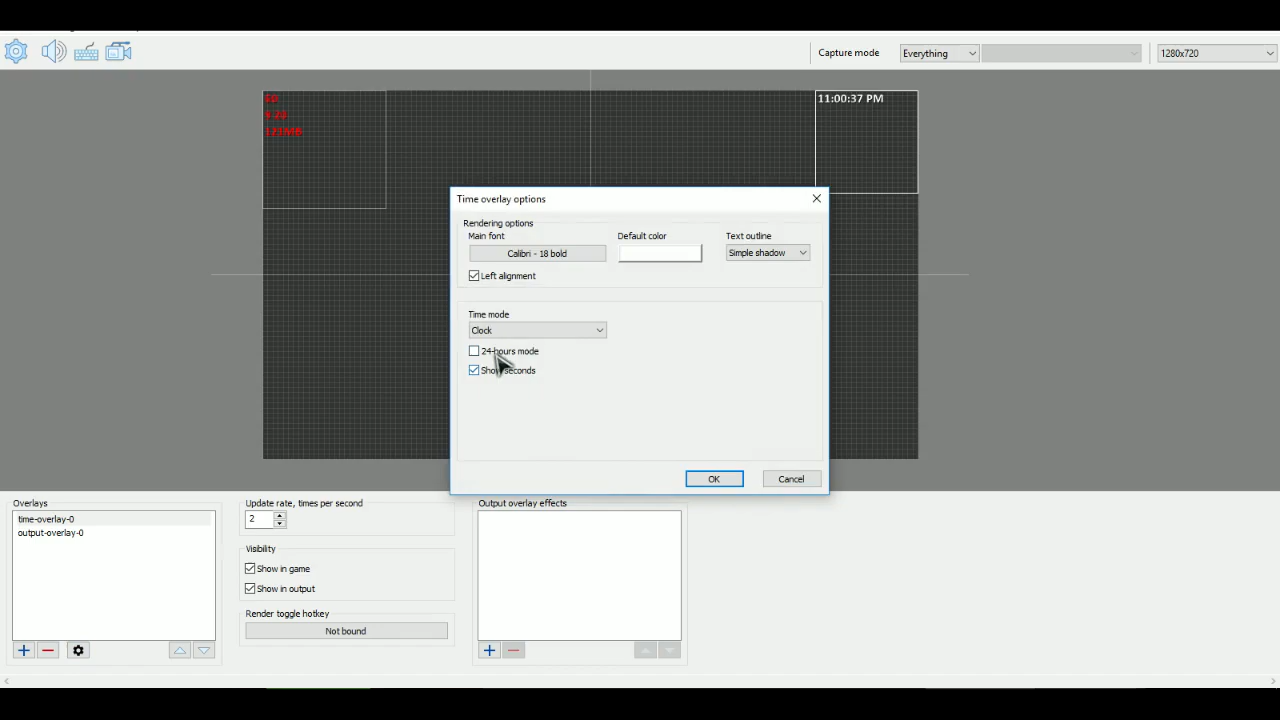 Capture mode
Everything
1280x720
60
121MB
11:00:37 PM
Time overlay options
Rendering options
Main font
Default color
Text outline
Calibri - 18 bold
Simple shadow
Left alignment
Time mode
Clock
24-hours mode
Show seconds
OK
Cancel
Overlays
time-overlay-0
output-overlay-0
Update rate, times per second
2
Visibility
Show in game
Show in output
Render toggle hotkey
Not bound
Output overlay effects